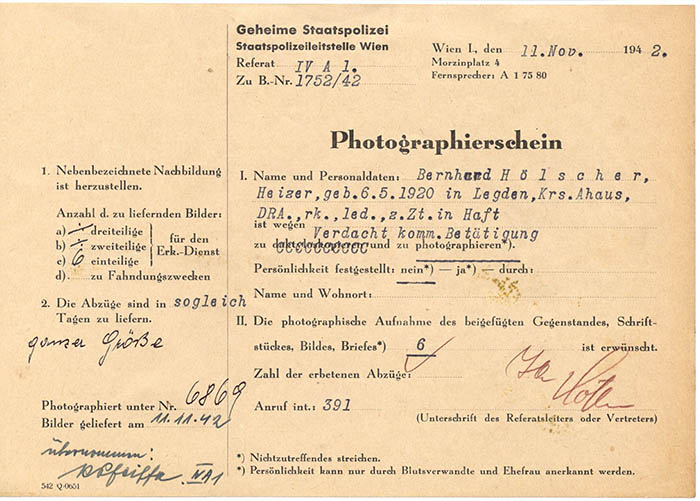 Geheime Staatspolizei
Staatspolizeileitstelle Wien
Referat IV A 1.
Zu B.-Nr. 1752/42
Wien I., den 11.Nov. 1942.
Morzinplatz 4
Fernsprecher: A 1 75 80
Photographierschein
1. Nebenbezeichnete Nachbildung
ist herzustellen.
Anzahl d. zu liefernden Bilder:
a) 1 dreiteilige
b) 1 zweiteilige
c) 6 einteilige
für den
Erk.-Dienst
d) zu Fahndungszwecken
2. Die Abzüge sind in sogleich
Tagen zu liefern.
ganzer Größe
Photographiert unter Nr. 6869
Bilder geliefert am 11.11.42
übernommen:
IV A1
542 Q-0651
I. Name und Personaldaten: Bernhard Hölscher,
Heizer,geb.6.5.1920 in Legden,Krs.Ahaus,
DRA.,rk.,led.,z.Zt.in Haft
ist wegen Verdacht komm.Betätigung
zu daktyloskopieren und zu photographieren*).
Persönlichkeit festgestellt: nein*) — ja*) — durch:
Name und Wohnort:
II. Die photographische Aufnahme des beigefügten Gegenstandes, Schrift-
stückes, Bildes, Briefes*) 6 ist erwünscht.
Zahl der erbetenen Abzüge:
Anruf int.: 391
(Unterschrift des Referatsleiters oder Vertreters)
*) Nichtzutreffendes streichen.
*) Persönlichkeit kann nur durch Blutsverwandte und Ehefrau anerkannt werden.